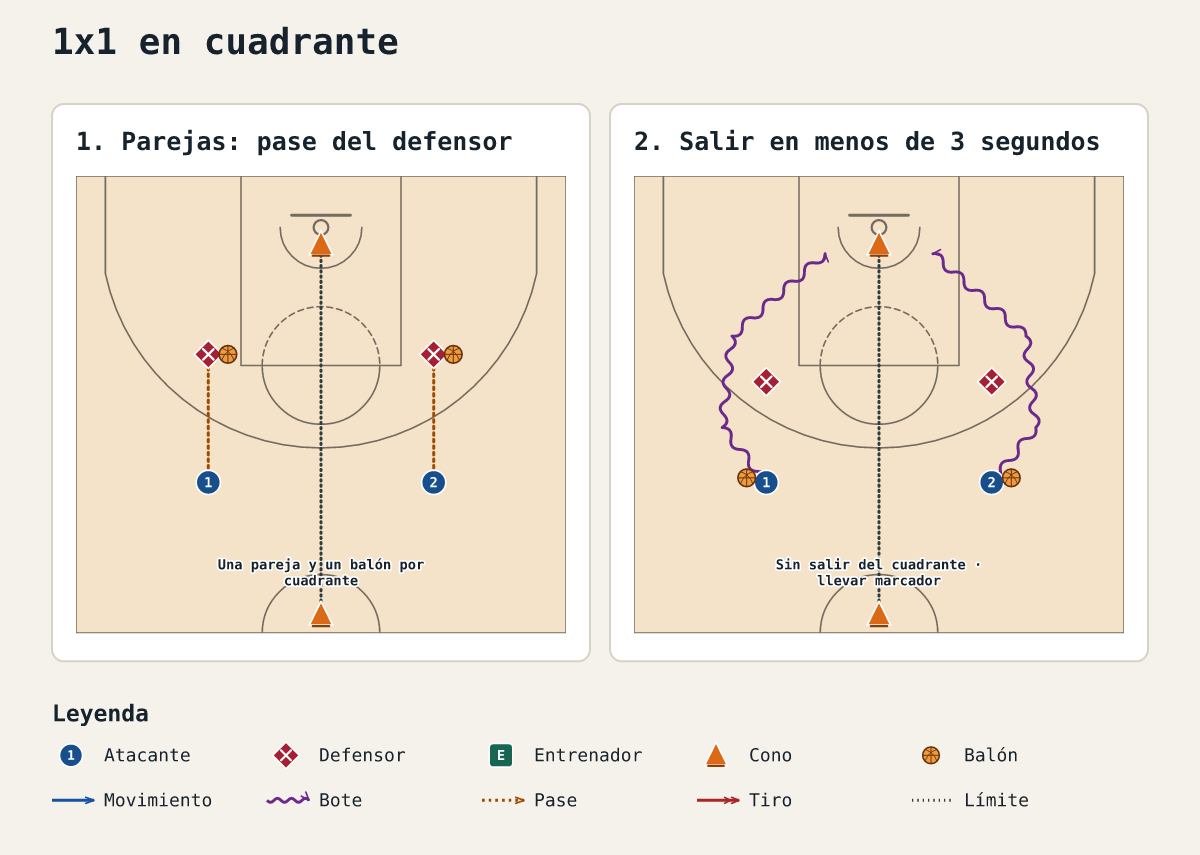 1x1 en cuadrante
1. Parejas: pase del defensor
1
2
Una pareja y un balón por
cuadrante
2. Salir en menos de 3 segundos
1
2
Sin salir del cuadrante ·
llevar marcador
Leyenda
1 Atacante
Defensor
E Entrenador
Cono
Balón
Movimiento
Bote
Pase
Tiro
Límite